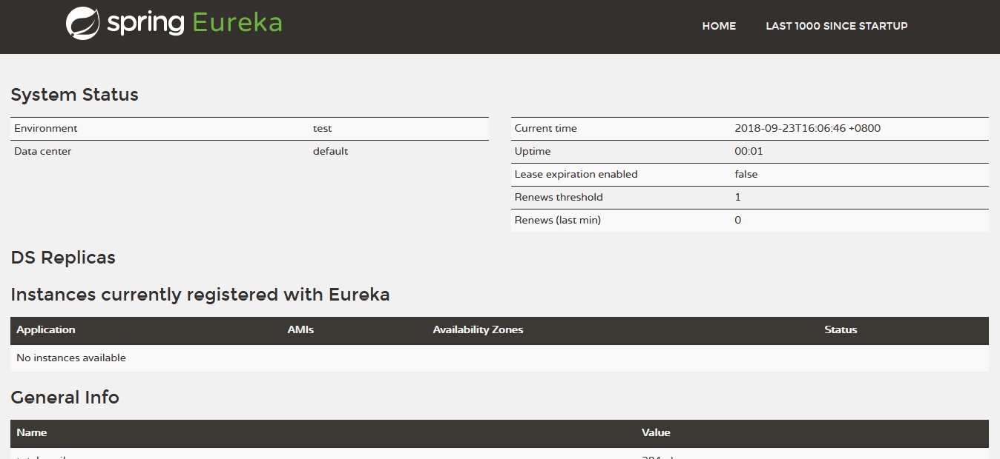 spring Eureka
HOME LAST 1000 SINCE STARTUP
System Status
Environment test
Data center default
Current time 2018-09-23T16:06:46 +0800
Uptime 00:01
Lease expiration enabled false
Renews threshold 1
Renews (last min) 0
DS Replicas
Instances currently registered with Eureka
Application AMIs Availability Zones Status
No instances available
General Info
Name Value